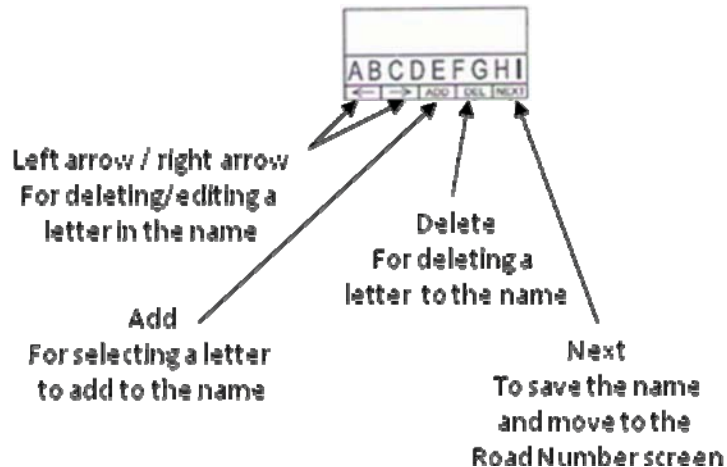 ABCDEFGHI
<— —> ADD DEL NEXT
Left arrow / right arrow
For deleting/editing a
letter in the name
Delete
For deleting a
letter to the name
Add
For selecting a letter
to add to the name
Next
To save the name
and move to the
Road Number screen